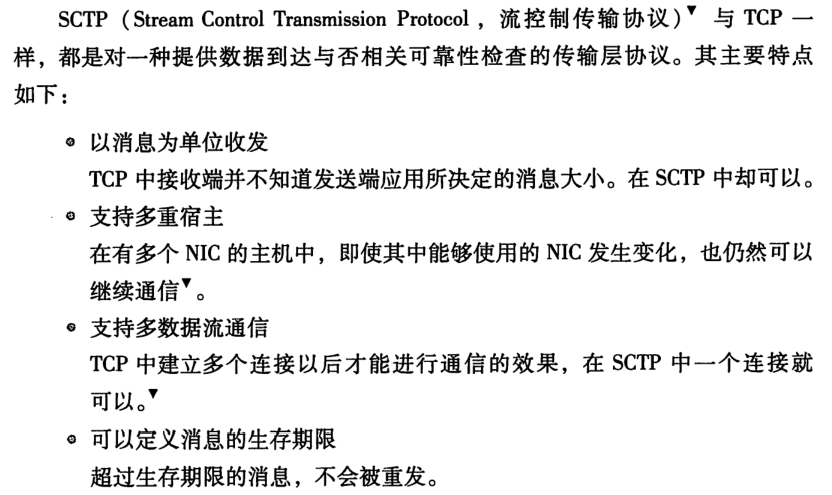 SCTP（Stream Control Transmission Protocol，流控制传输协议）▼ 与 TCP 一
样，都是对一种提供数据到达与否相关可靠性检查的传输层协议。其主要特点
如下：
以消息为单位收发
TCP 中接收端并不知道发送端应用所决定的消息大小。在 SCTP 中却可以。
支持多重宿主
在有多个 NIC 的主机中，即使其中能够使用的 NIC 发生变化，也仍然可以
继续通信▼。
支持多数据流通信
TCP 中建立多个连接以后才能进行通信的效果，在 SCTP 中一个连接就
可以。▼
可以定义消息的生存期限
超过生存期限的消息，不会被重发。